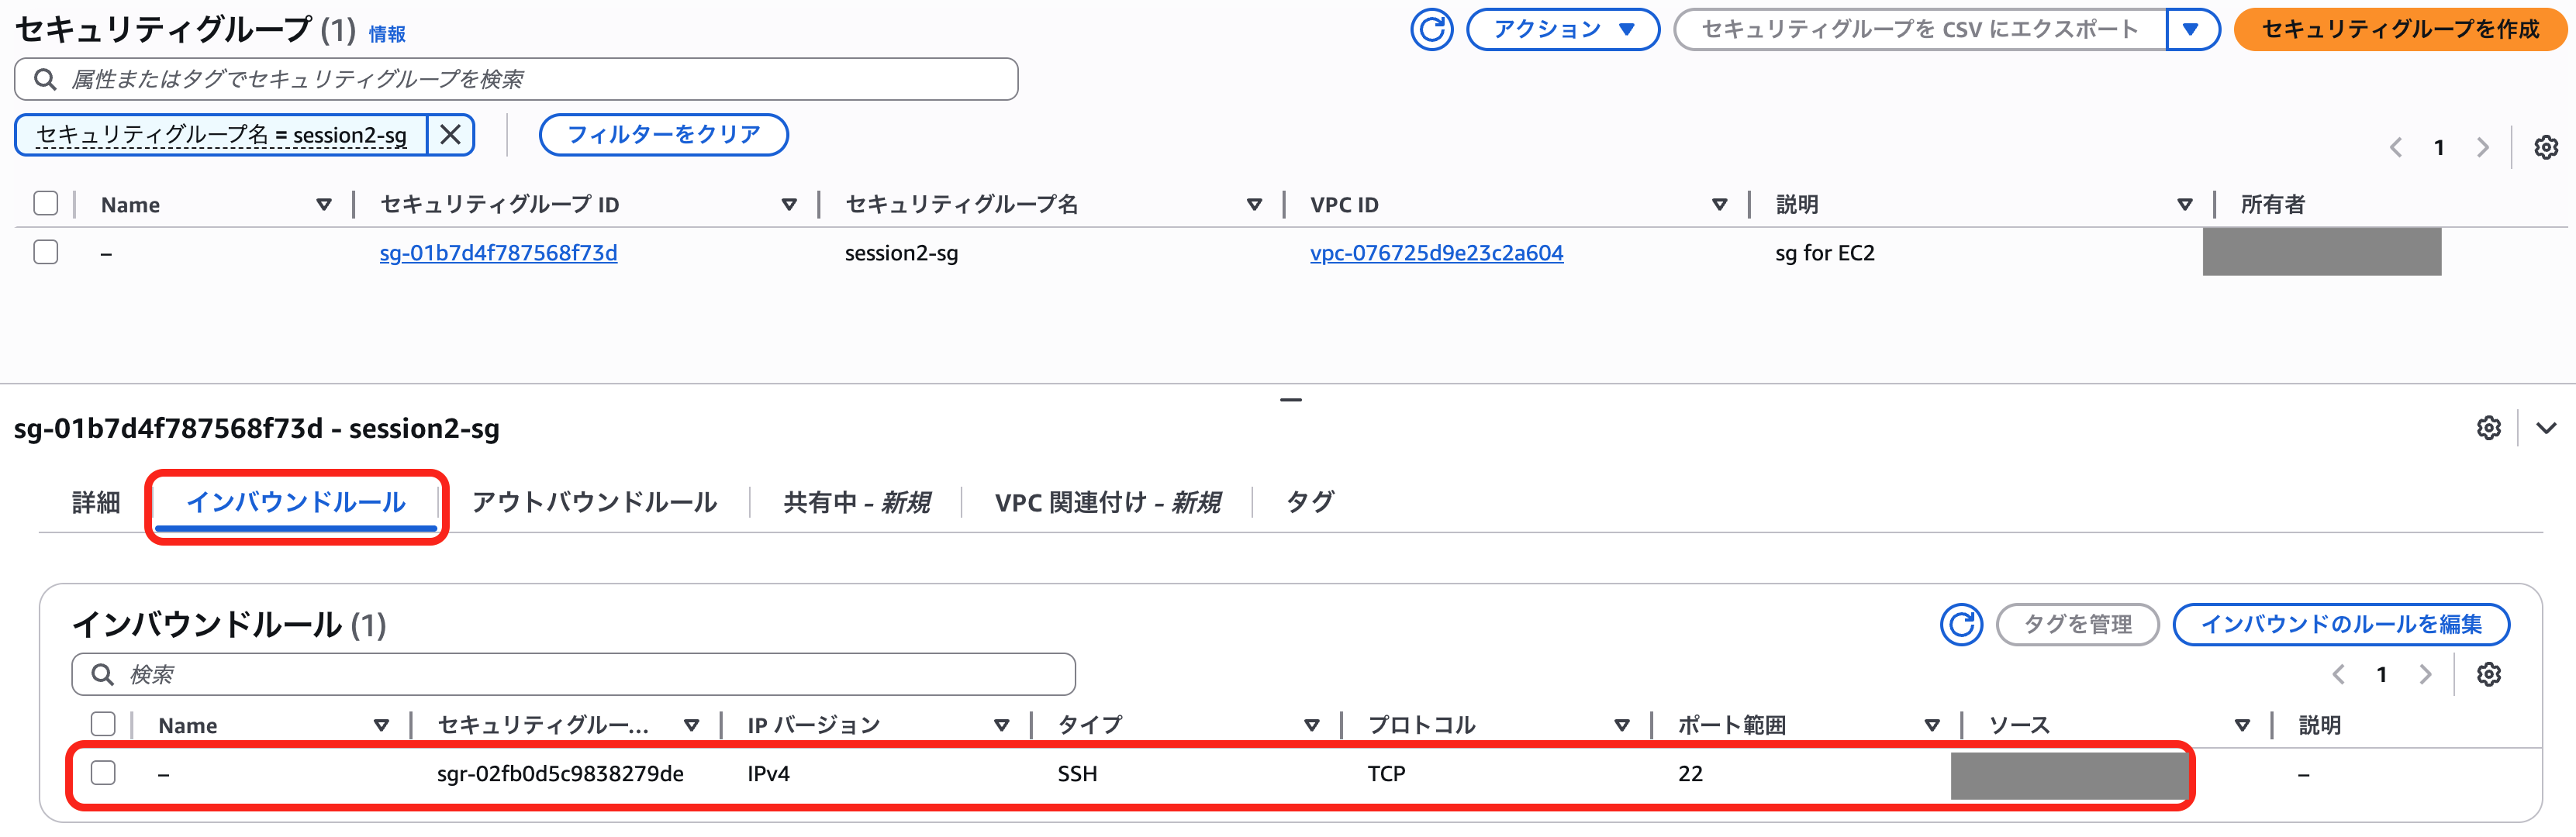 セキュリティグループ (1) 情報
アクション
セキュリティグループを CSV にエクスポート
セキュリティグループを作成
属性またはタグでセキュリティグループを検索
セキュリティグループ名 = session2-sg
フィルターをクリア
1
Name セキュリティグループ ID セキュリティグループ名 VPC ID 説明 所有者
– sg-01b7d4f787568f73d session2-sg vpc-076725d9e23c2a604 sg for EC2
sg-01b7d4f787568f73d - session2-sg
詳細 インバウンドルール アウトバウンドルール 共有中 - 新規 VPC 関連付け - 新規 タグ
インバウンドルール (1)
タグを管理
インバウンドのルールを編集
検索
1
Name セキュリティグルー... IP バージョン タイプ プロトコル ポート範囲 ソース 説明
– sgr-02fb0d5c9838279de IPv4 SSH TCP 22 –